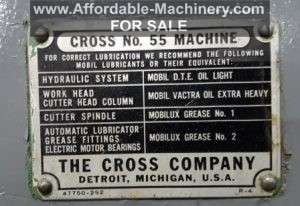 www.Affordable-Machinery.com
FOR SALE
CROSS No. 55 MACHINE
FOR CORRECT LUBRICATION WE RECOMMEND THE FOLLOWING
MOBIL LUBRICANTS OR THEIR EQUIVALENT:
HYDRAULIC SYSTEM MOBIL D.T.E. OIL LIGHT
WORK HEAD
CUTTER HEAD COLUMN MOBIL VACTRA OIL EXTRA HEAVY
CUTTER SPINDLE MOBILUX GREASE No. 1
AUTOMATIC LUBRICATOR
GREASE FITTINGS MOBILUX GREASE No. 2
ELECTRIC MOTOR BEARINGS
THE CROSS COMPANY
DETROIT, MICHIGAN, U.S.A.
47750-292 R-4